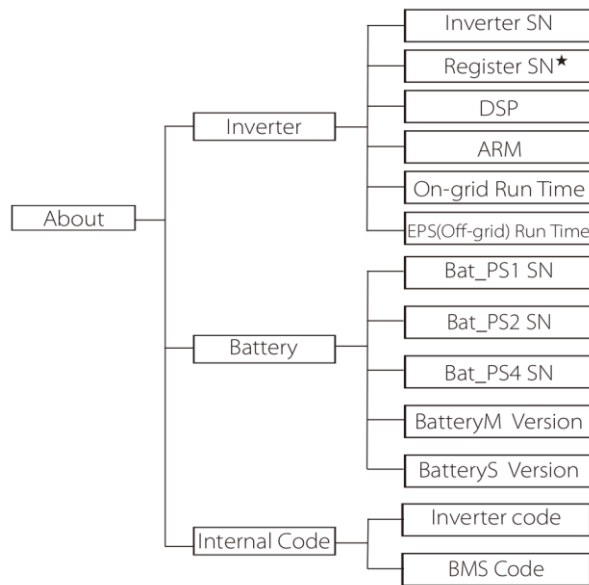 About
Inverter
Inverter SN
Register SN★
DSP
ARM
On-grid Run Time
EPS(Off-grid) Run Time
Battery
Bat_PS1 SN
Bat_PS2 SN
Bat_PS4 SN
BatteryM Version
BatteryS Version
Internal Code
Inverter code
BMS Code